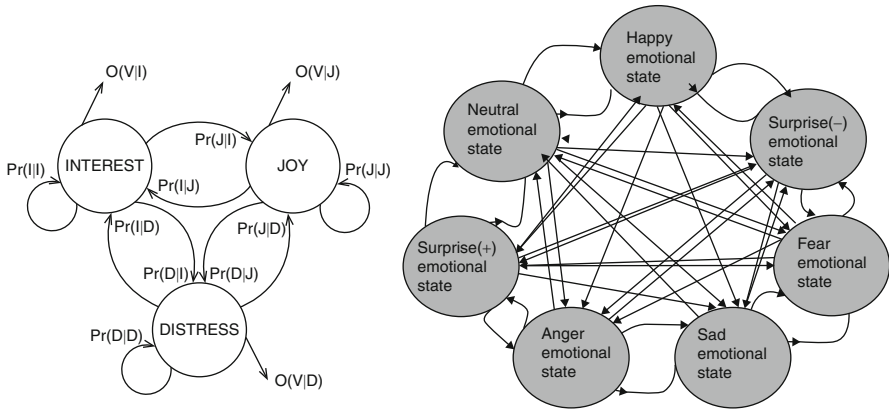 O(V|I)
O(V|J)
INTEREST
JOY
Pr(J|I)
Pr(I|J)
Pr(I|I)
Pr(J|J)
Pr(I|D)
Pr(J|D)
Pr(D|I)
Pr(D|J)
DISTRESS
Pr(D|D)
O(V|D)
Happy
emotional
state
Neutral
emotional
state
Surprise(−)
emotional
state
Surprise(+)
emotional
state
Fear
emotional
state
Anger
emotional
state
Sad
emotional
state